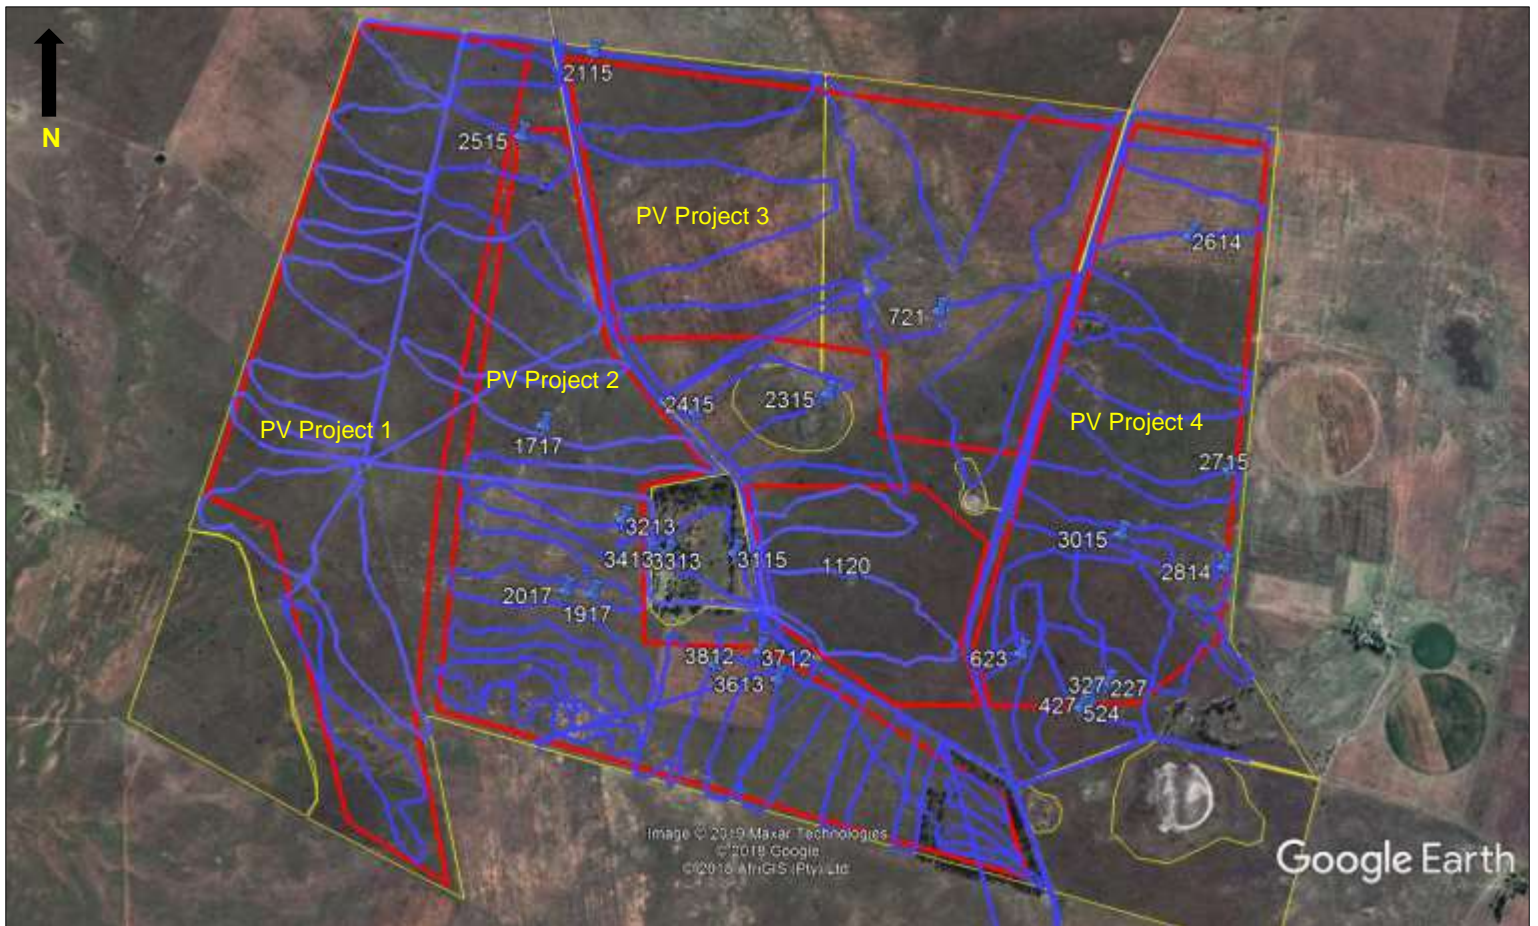 N
2115
2515
PV Project 3
2614
721
PV Project 2
2415
2315
PV Project 1
1717
PV Project 4
2715
3213
3413
3313
3115
1120
3015
2814
2017
1917
3812
3712
3613
623
327
227
427
524
Image © 2019 Maxar Technologies
© 2018 Google
© 2018 AfriGIS (Pty) Ltd
Google Earth